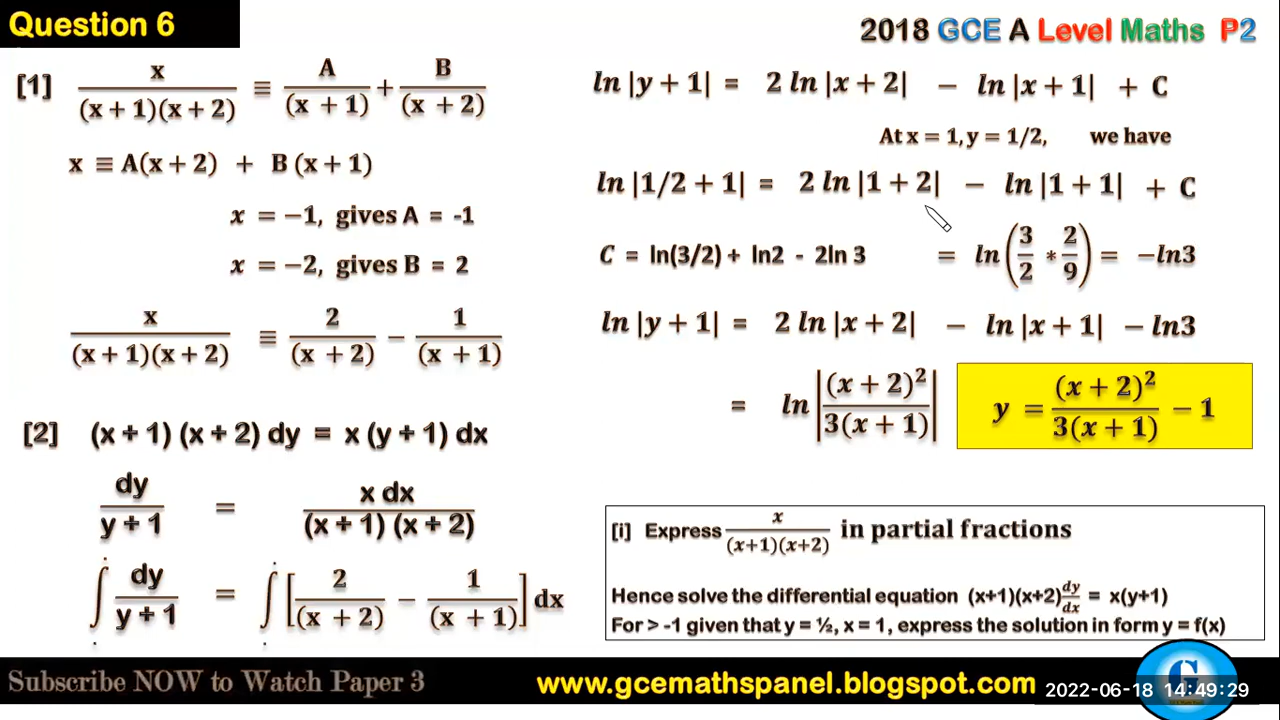 Question 6
2018 GCE A Level Maths P2
[1] x/((x + 1)(x + 2)) ≡ A/(x + 1) + B/(x + 2)
x ≡ A(x + 2) + B (x + 1)
x = −1, gives A = -1
x = −2, gives B = 2
x/((x + 1)(x + 2)) ≡ 2/(x + 2) − 1/(x + 1)
[2] (x + 1) (x + 2) dy = x (y + 1) dx
dy/(y + 1) = x dx/((x + 1) (x + 2))
∫ dy/(y + 1) = ∫ [2/(x + 2) − 1/(x + 1)] dx
ln |y + 1| = 2 ln |x + 2| − ln |x + 1| + C
At x = 1, y = 1/2, we have
ln |1/2 + 1| = 2 ln |1 + 2| − ln |1 + 1| + C
C = ln(3/2) + ln2 - 2ln 3 = ln (3/2 * 2/9) = −ln3
ln |y + 1| = 2 ln |x + 2| − ln |x + 1| − ln3
= ln |(x + 2)²/(3(x + 1))| y = (x + 2)²/(3(x + 1)) − 1
[i] Express x/((x+1)(x+2)) in partial fractions
Hence solve the differential equation (x+1)(x+2)dy/dx = x(y+1)
For > -1 given that y = ½, x = 1, express the solution in form y = f(x)
Subscribe NOW to Watch Paper 3 www.gcemathspanel.blogspot.com G 2022-06-18 14:49:29